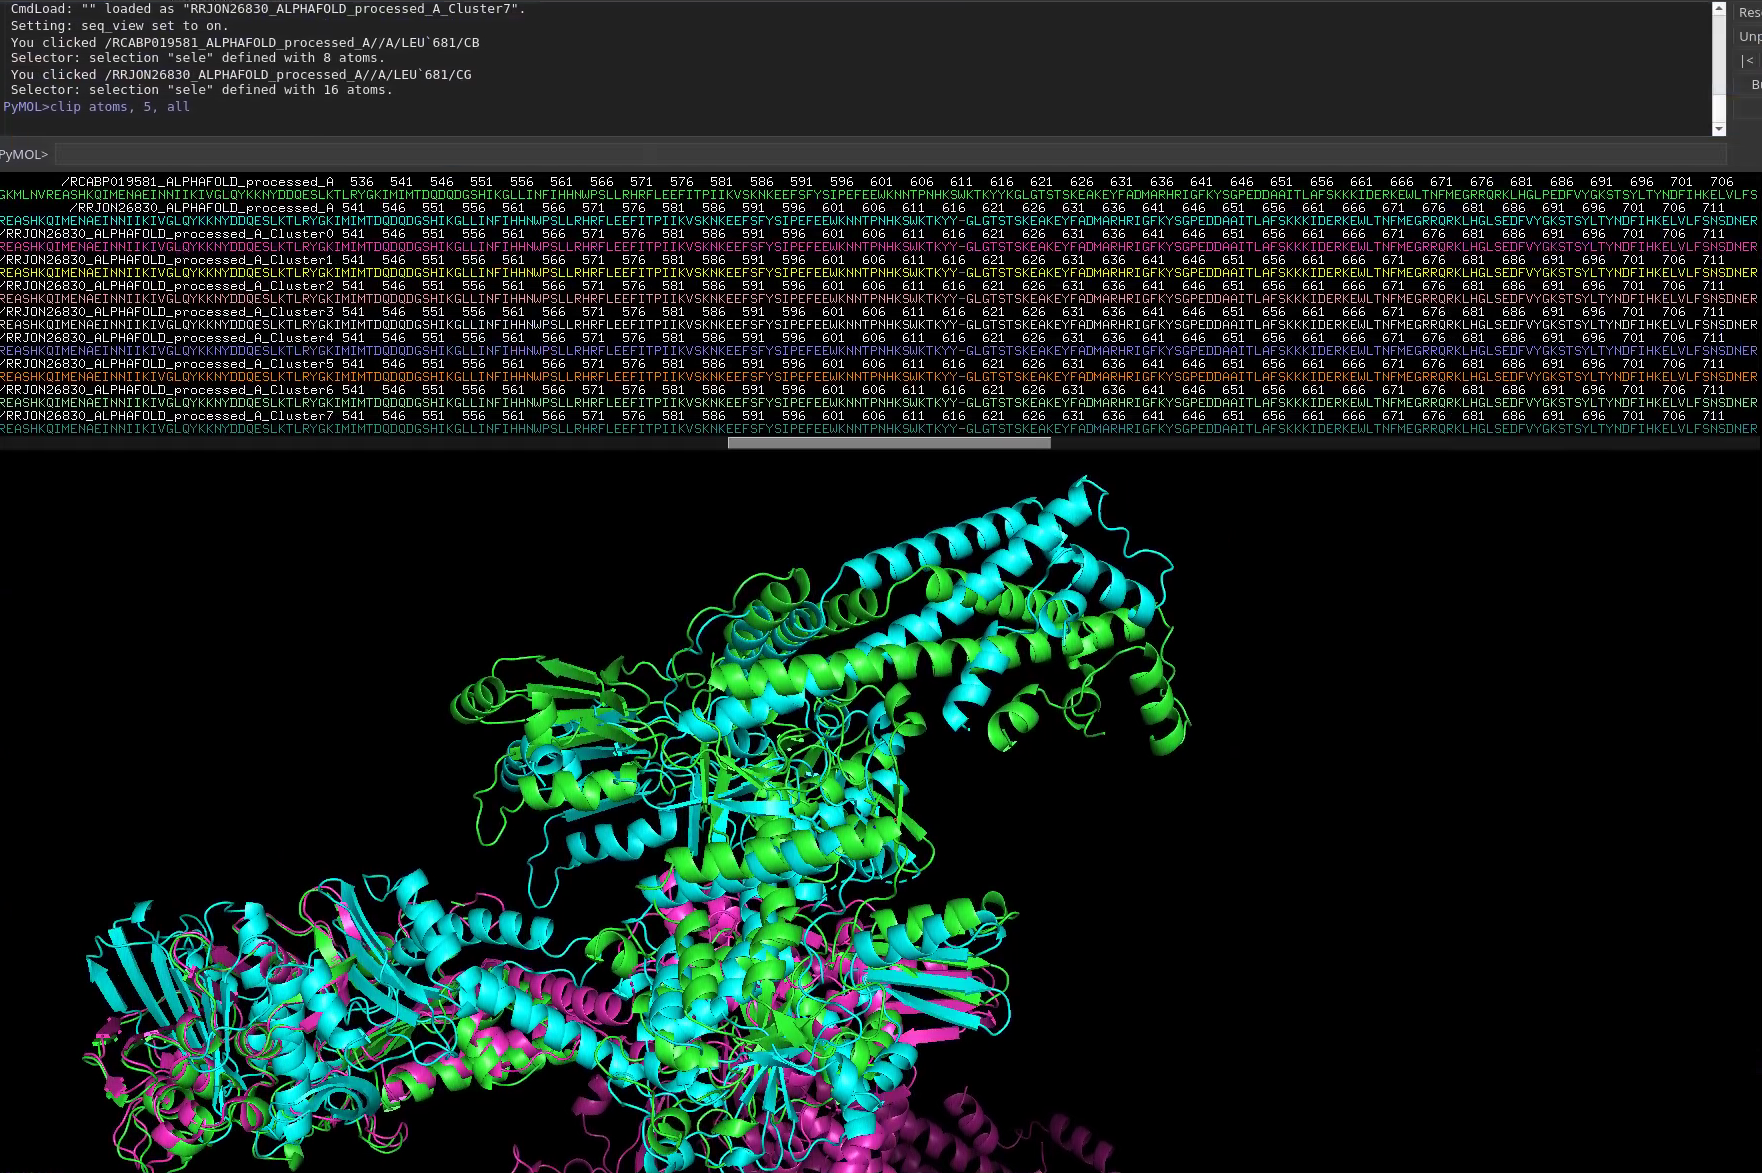 CmdLoad: "" loaded as "RRJON26830_ALPHAFOLD_processed_A_Cluster7".
Setting: seq_view set to on.
You clicked /RCABP019581_ALPHAFOLD_processed_A//A/LEU`681/CB
Selector: selection "sele" defined with 8 atoms.
You clicked /RRJON26830_ALPHAFOLD_processed_A//A/LEU`681/CG
Selector: selection "sele" defined with 16 atoms.
PyMOL>clip atoms, 5, all
PyMOL>
/RCABP019581_ALPHAFOLD_processed_A 536 541 546 551 556 561 566 571 576 581 586 591 596 601 606 611 616 621 626 631 636 641 646 651 656 661 666 671 676 681 686 691 696 701 706
GKMLNVREASHKQIMENAEINNIIKIVGLQYKKNYDDQESLKTLRYGKIMIMTDQDQDGSHIKGLLINFIHHNWPSLLRHRFLEEFITPIIKVSKNKEEFSFYSIPEFEEWKNNTPNHKSWKTKYYKGLGTSTSKEAKEYFADMARHRIGFKYSGPEDDAAITLAFSKKKIDERKEWLTNFMEGRRQRKLHGLPEDFVYGKSTSYLTYNDFIHKELVLFS
/RRJON26830_ALPHAFOLD_processed_A 541 546 551 556 561 566 571 576 581 586 591 596 601 606 611 616 621 626 631 636 641 646 651 656 661 666 671 676 681 686 691 696 701 706 711
REASHKQIMENAEINNIIKIVGLQYKKNYDDQESLKTLRYGKIMIMTDQDQDGSHIKGLLINFIHHNWPSLLRHRFLEEFITPIIKVSKNKEEFSFYSIPEFEEWKNNTPNHKSWKTKYY-GLGTSTSKEAKEYFADMARHRIGFKYSGPEDDAAITLAFSKKKIDERKEWLTNFMEGRRQRKLHGLSEDFVYGKSTSYLTYNDFIHKELVLFSNSDNER
/RRJON26830_ALPHAFOLD_processed_A_Cluster0 541 546 551 556 561 566 571 576 581 586 591 596 601 606 611 616 621 626 631 636 641 646 651 656 661 666 671 676 681 686 691 696 701 706 711
REASHKQIMENAEINNIIKIVGLQYKKNYDDQESLKTLRYGKIMIMTDQDQDGSHIKGLLINFIHHNWPSLLRHRFLEEFITPIIKVSKNKEEFSFYSIPEFEEWKNNTPNHKSWKTKYY-GLGTSTSKEAKEYFADMARHRIGFKYSGPEDDAAITLAFSKKKIDERKEWLTNFMEGRRQRKLHGLSEDFVYGKSTSYLTYNDFIHKELVLFSNSDNER
/RRJON26830_ALPHAFOLD_processed_A_Cluster1 541 546 551 556 561 566 571 576 581 586 591 596 601 606 611 616 621 626 631 636 641 646 651 656 661 666 671 676 681 686 691 696 701 706 711
REASHKQIMENAEINNIIKIVGLQYKKNYDDQESLKTLRYGKIMIMTDQDQDGSHIKGLLINFIHHNWPSLLRHRFLEEFITPIIKVSKNKEEFSFYSIPEFEEWKNNTPNHKSWKTKYY-GLGTSTSKEAKEYFADMARHRIGFKYSGPEDDAAITLAFSKKKIDERKEWLTNFMEGRRQRKLHGLSEDFVYGKSTSYLTYNDFIHKELVLFSNSDNER
/RRJON26830_ALPHAFOLD_processed_A_Cluster2 541 546 551 556 561 566 571 576 581 586 591 596 601 606 611 616 621 626 631 636 641 646 651 656 661 666 671 676 681 686 691 696 701 706 711
REASHKQIMENAEINNIIKIVGLQYKKNYDDQESLKTLRYGKIMIMTDQDQDGSHIKGLLINFIHHNWPSLLRHRFLEEFITPIIKVSKNKEEFSFYSIPEFEEWKNNTPNHKSWKTKYY-GLGTSTSKEAKEYFADMARHRIGFKYSGPEDDAAITLAFSKKKIDERKEWLTNFMEGRRQRKLHGLSEDFVYGKSTSYLTYNDFIHKELVLFSNSDNER
/RRJON26830_ALPHAFOLD_processed_A_Cluster3 541 546 551 556 561 566 571 576 581 586 591 596 601 606 611 616 621 626 631 636 641 646 651 656 661 666 671 676 681 686 691 696 701 706 711
REASHKQIMENAEINNIIKIVGLQYKKNYDDQESLKTLRYGKIMIMTDQDQDGSHIKGLLINFIHHNWPSLLRHRFLEEFITPIIKVSKNKEEFSFYSIPEFEEWKNNTPNHKSWKTKYY-GLGTSTSKEAKEYFADMARHRIGFKYSGPEDDAAITLAFSKKKIDERKEWLTNFMEGRRQRKLHGLSEDFVYGKSTSYLTYNDFIHKELVLFSNSDNER
/RRJON26830_ALPHAFOLD_processed_A_Cluster4 541 546 551 556 561 566 571 576 581 586 591 596 601 606 611 616 621 626 631 636 641 646 651 656 661 666 671 676 681 686 691 696 701 706 711
REASHKQIMENAEINNIIKIVGLQYKKNYDDQESLKTLRYGKIMIMTDQDQDGSHIKGLLINFIHHNWPSLLRHRFLEEFITPIIKVSKNKEEFSFYSIPEFEEWKNNTPNHKSWKTKYY-GLGTSTSKEAKEYFADMARHRIGFKYSGPEDDAAITLAFSKKKIDERKEWLTNFMEGRRQRKLHGLSEDFVYGKSTSYLTYNDFIHKELVLFSNSDNER
/RRJON26830_ALPHAFOLD_processed_A_Cluster5 541 546 551 556 561 566 571 576 581 586 591 596 601 606 611 616 621 626 631 636 641 646 651 656 661 666 671 676 681 686 691 696 701 706 711
REASHKQIMENAEINNIIKIVGLQYKKNYDDQESLKTLRYGKIMIMTDQDQDGSHIKGLLINFIHHNWPSLLRHRFLEEFITPIIKVSKNKEEFSFYSIPEFEEWKNNTPNHKSWKTKYY-GLGTSTSKEAKEYFADMARHRIGFKYSGPEDDAAITLAFSKKKIDERKEWLTNFMEGRRQRKLHGLSEDFVYGKSTSYLTYNDFIHKELVLFSNSDNER
/RRJON26830_ALPHAFOLD_processed_A_Cluster6 541 546 551 556 561 566 571 576 581 586 591 596 601 606 611 616 621 626 631 636 641 646 651 656 661 666 671 676 681 686 691 696 701 706 711
REASHKQIMENAEINNIIKIVGLQYKKNYDDQESLKTLRYGKIMIMTDQDQDGSHIKGLLINFIHHNWPSLLRHRFLEEFITPIIKVSKNKEEFSFYSIPEFEEWKNNTPNHKSWKTKYY-GLGTSTSKEAKEYFADMARHRIGFKYSGPEDDAAITLAFSKKKIDERKEWLTNFMEGRRQRKLHGLSEDFVYGKSTSYLTYNDFIHKELVLFSNSDNER
/RRJON26830_ALPHAFOLD_processed_A_Cluster7 541 546 551 556 561 566 571 576 581 586 591 596 601 606 611 616 621 626 631 636 641 646 651 656 661 666 671 676 681 686 691 696 701 706 711
REASHKQIMENAEINNIIKIVGLQYKKNYDDQESLKTLRYGKIMIMTDQDQDGSHIKGLLINFIHHNWPSLLRHRFLEEFITPIIKVSKNKEEFSFYSIPEFEEWKNNTPNHKSWKTKYY-GLGTSTSKEAKEYFADMARHRIGFKYSGPEDDAAITLAFSKKKIDERKEWLTNFMEGRRQRKLHGLSEDFVYGKSTSYLTYNDFIHKELVLFSNSDNER